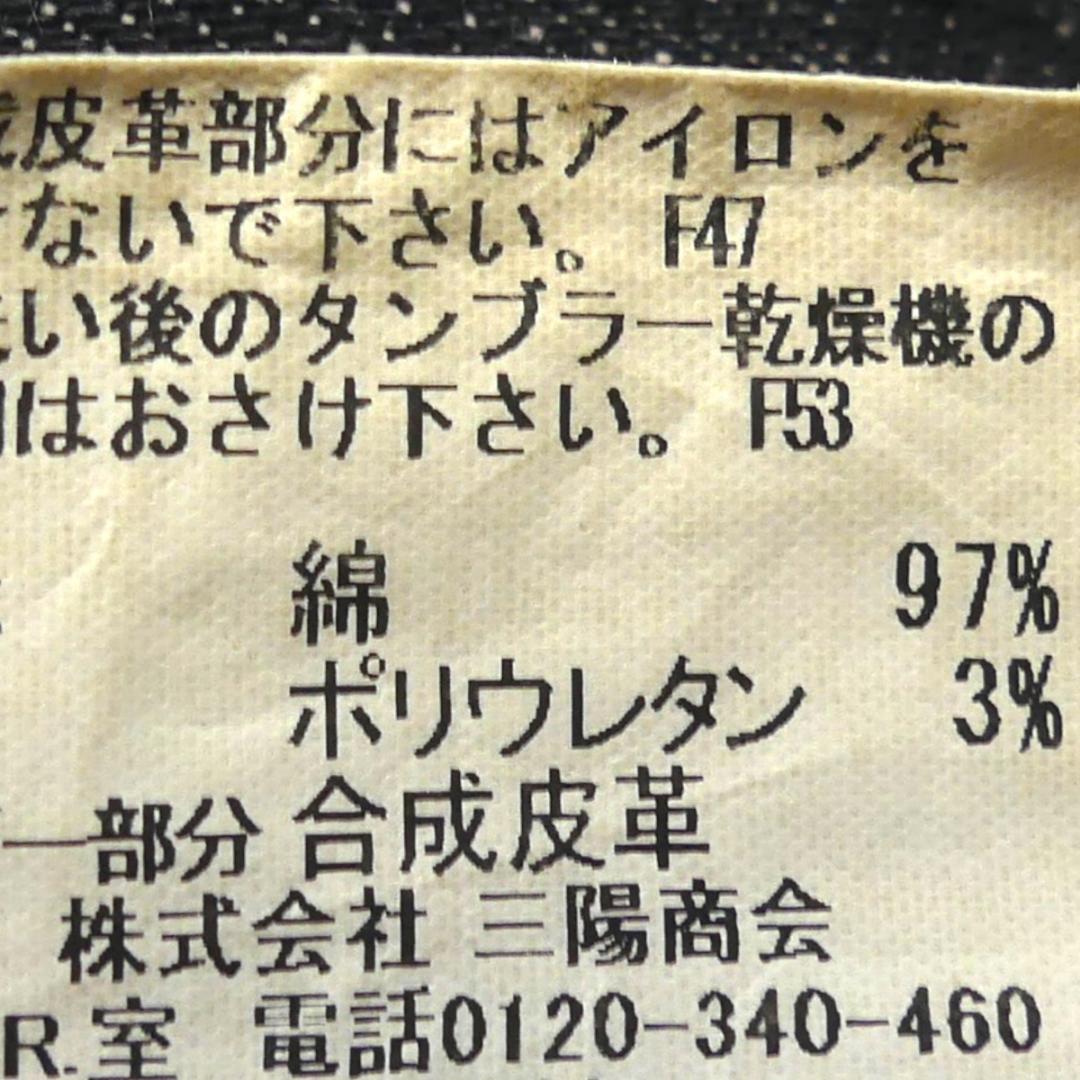 皮革部分にはアイロンを
ないで下さい。 F47
い後のタンブラー乾燥機の
はおさけ下さい。 F53
綿 97%
ポリウレタン 3%
ー部分 合成皮革
株式会社 三陽商会
R.室 電話0120-340-460